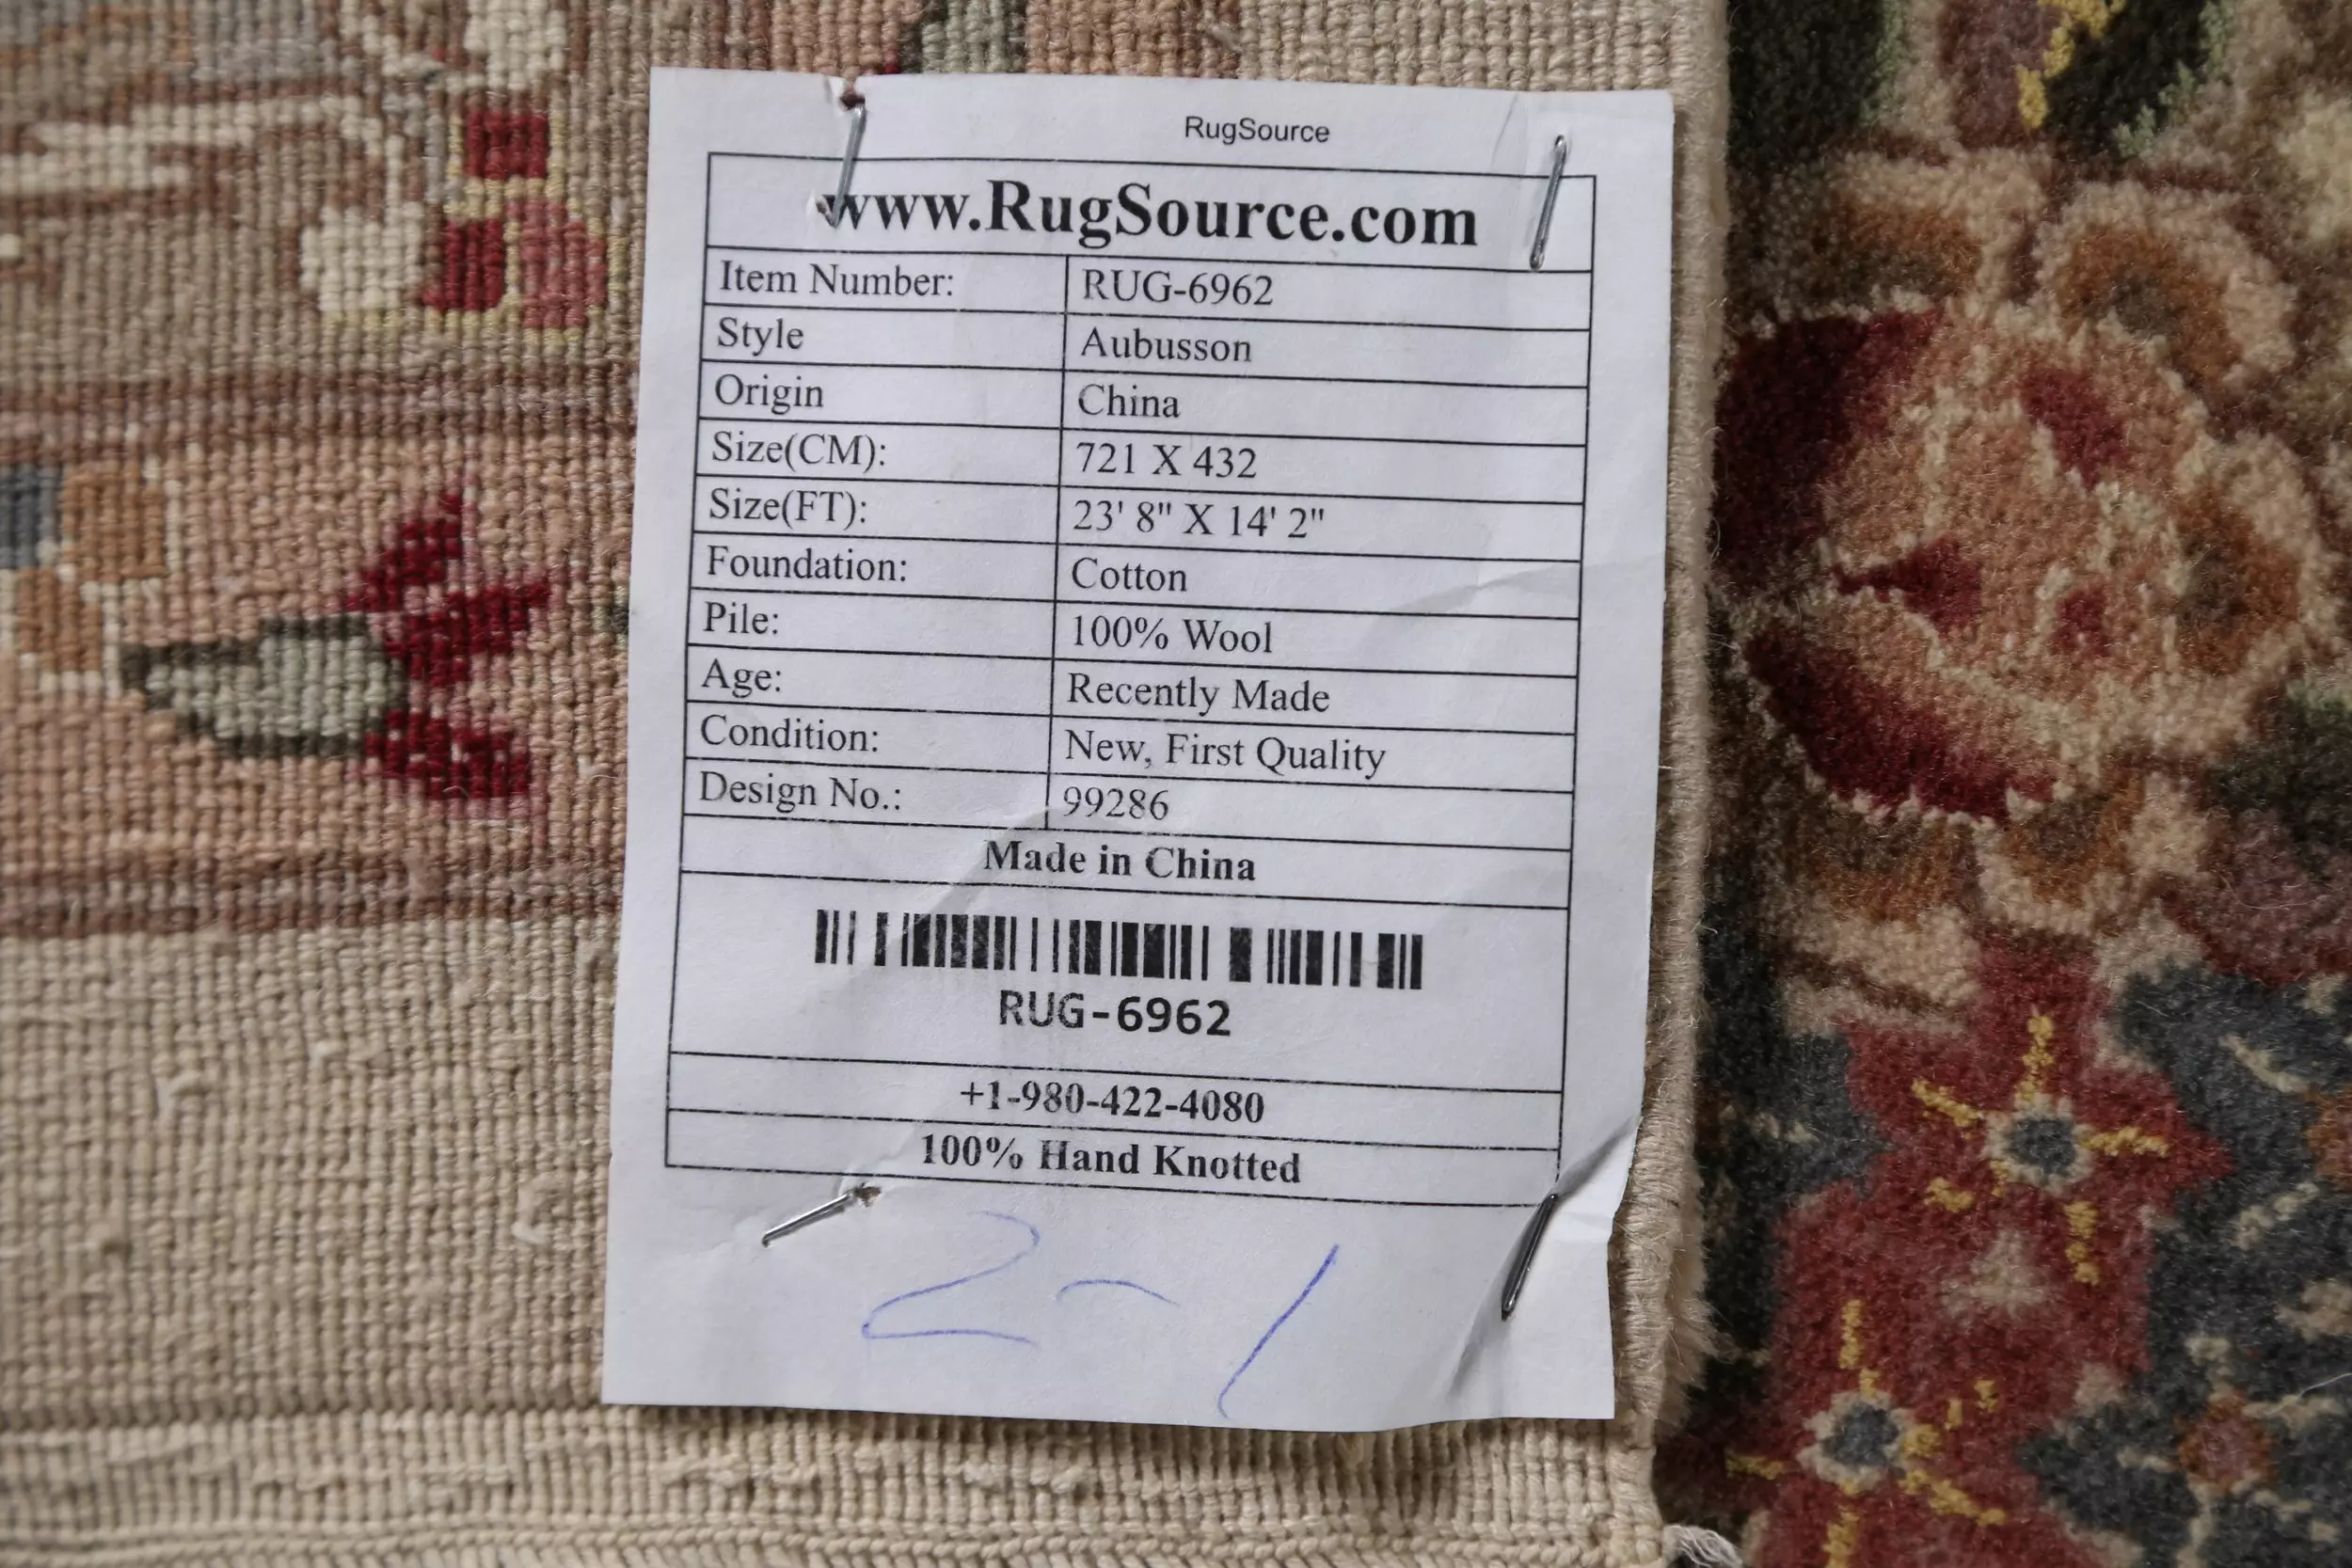 RugSource
www.RugSource.com
Item Number: RUG-6962
Style Aubusson
Origin China
Size(CM): 721 X 432
Size(FT): 23' 8" X 14' 2"
Foundation: Cotton
Pile: 100% Wool
Age: Recently Made
Condition: New, First Quality
Design No.: 99286
Made in China
RUG-6962
+1-980-422-4080
100% Hand Knotted
2-1